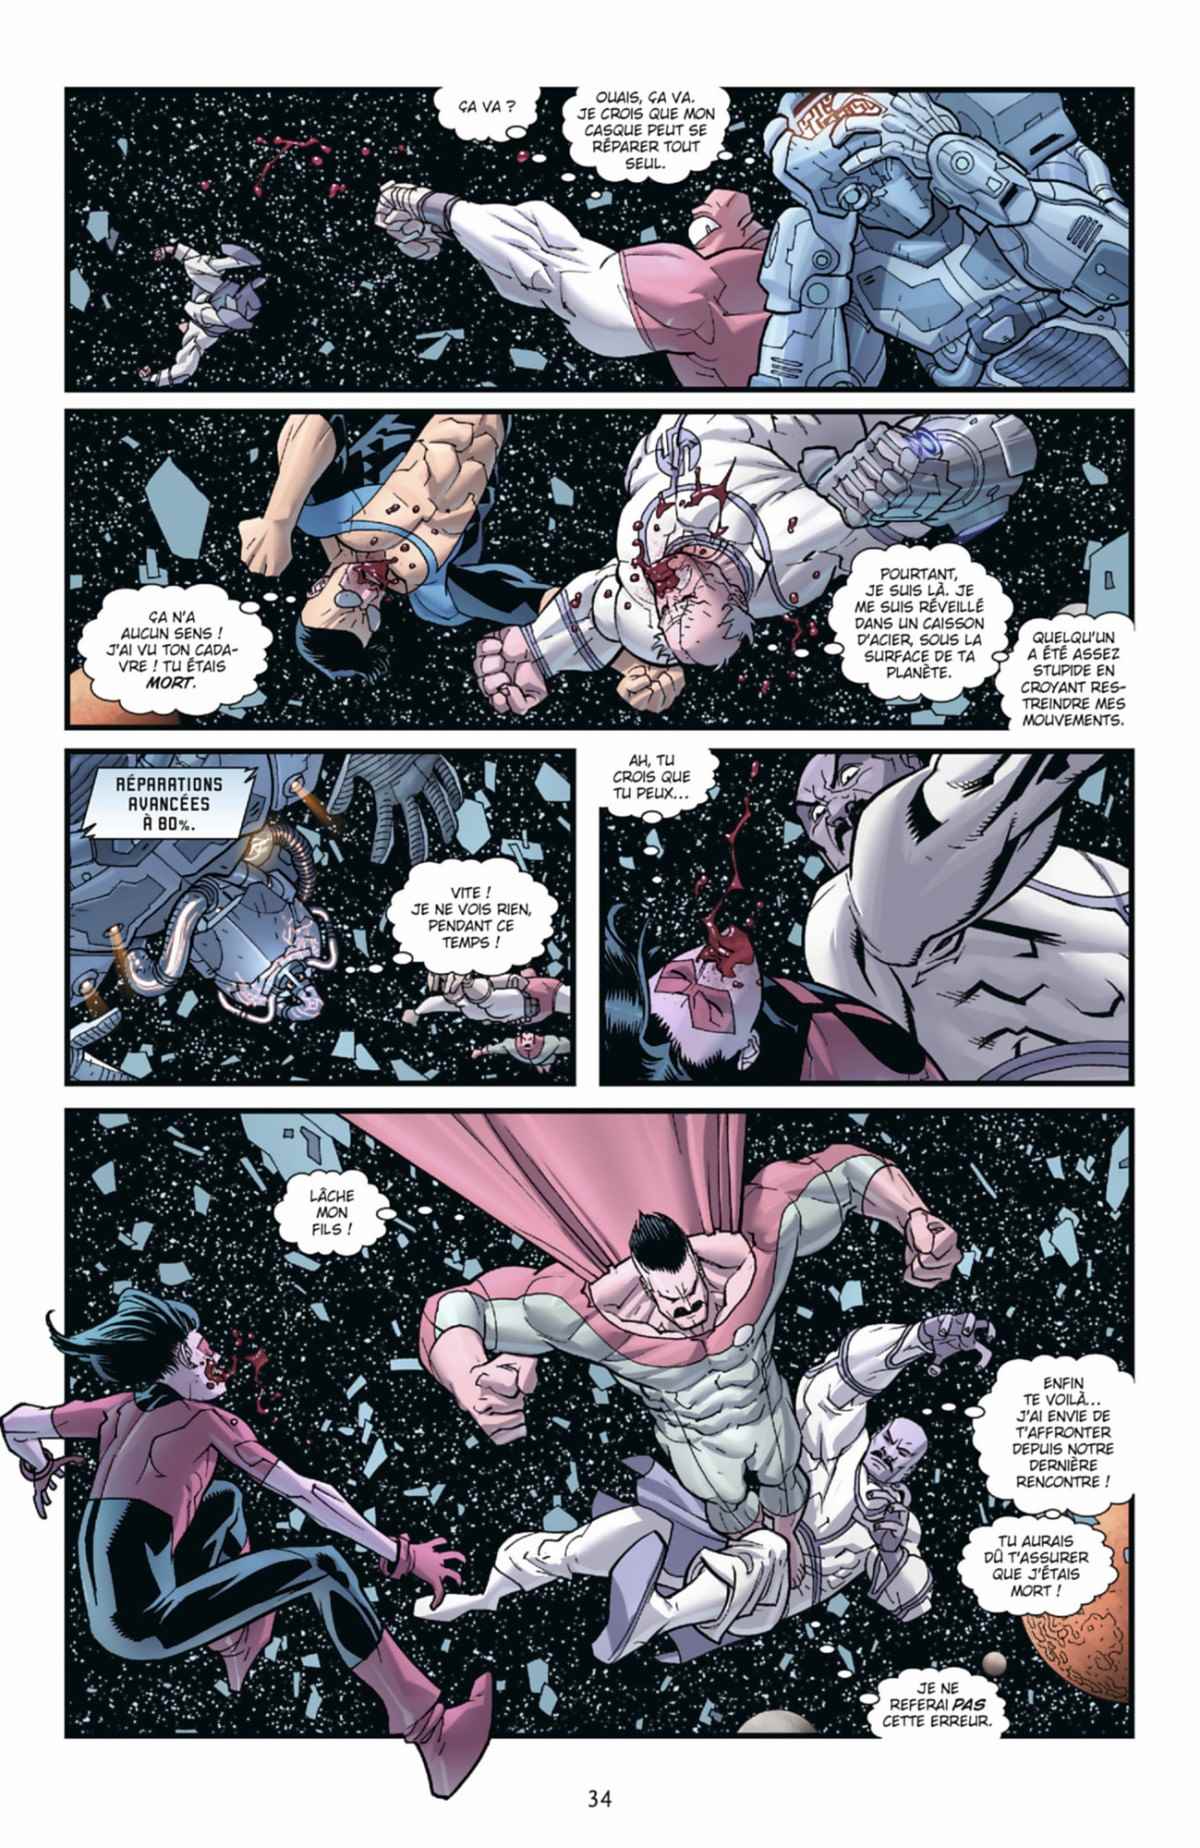 ÇA VA ?
OUAIS, ÇA VA.
JE CROIS QUE MON
CASQUE PEUT SE
RÉPARER TOUT
SEUL.
ÇA N'A
AUCUN SENS !
J'AI VU TON CADA-
VRE ! TU ÉTAIS
MORT.
POURTANT,
JE SUIS LÀ. JE
ME SUIS RÉVEILLÉ
DANS UN CAISSON
D'ACIER, SOUS LA
SURFACE DE TA
PLANÈTE.
QUELQU'UN
A ÉTÉ ASSEZ
STUPIDE EN
CROYANT RES-
TREINDRE MES
MOUVEMENTS.
RÉPARATIONS
AVANCÉES
À 80%.
VITE !
JE NE VOIS RIEN,
PENDANT CE
TEMPS !
AH, TU
CROIS QUE
TU PEUX...
LÂCHE
MON
FILS !
ENFIN
TE VOILÀ...
J'AI ENVIE DE
T'AFFRONTER
DEPUIS NOTRE
DERNIÈRE
RENCONTRE !
TU AURAIS
DÛ T'ASSURER
QUE J'ÉTAIS
MORT !
JE NE
REFERAI PAS
CETTE ERREUR.
34